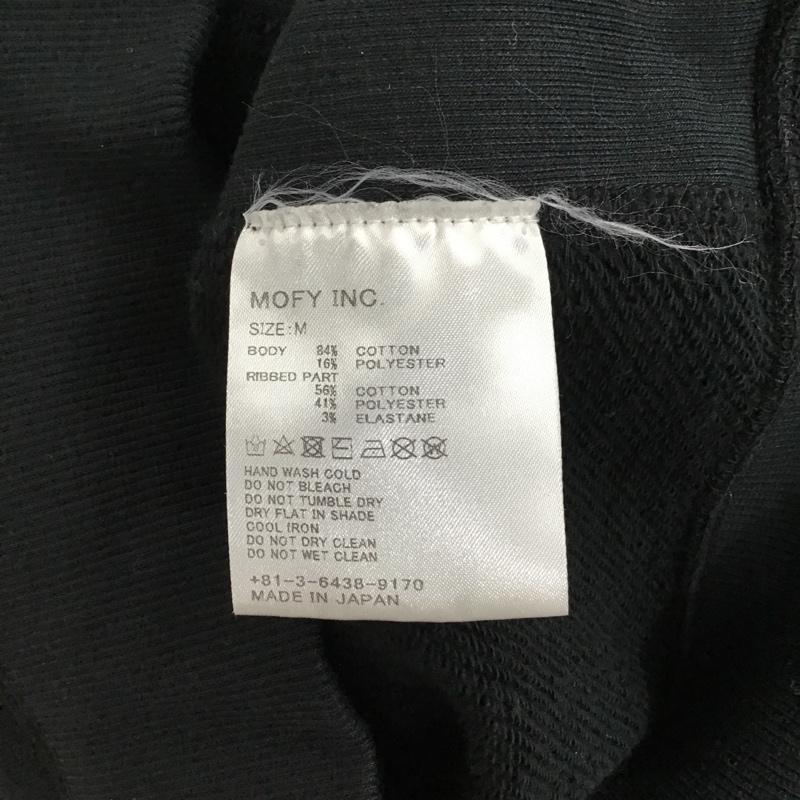 MOFY INC.
SIZE:M
BODY 84% COTTON
16% POLYESTER
RIBBED PART
56% COTTON
41% POLYESTER
3% ELASTANE
HAND WASH COLD
DO NOT BLEACH
DO NOT TUMBLE DRY
DRY FLAT IN SHADE
COOL IRON
DO NOT DRY CLEAN
DO NOT WET CLEAN
+81-3-6438-9170
MADE IN JAPAN